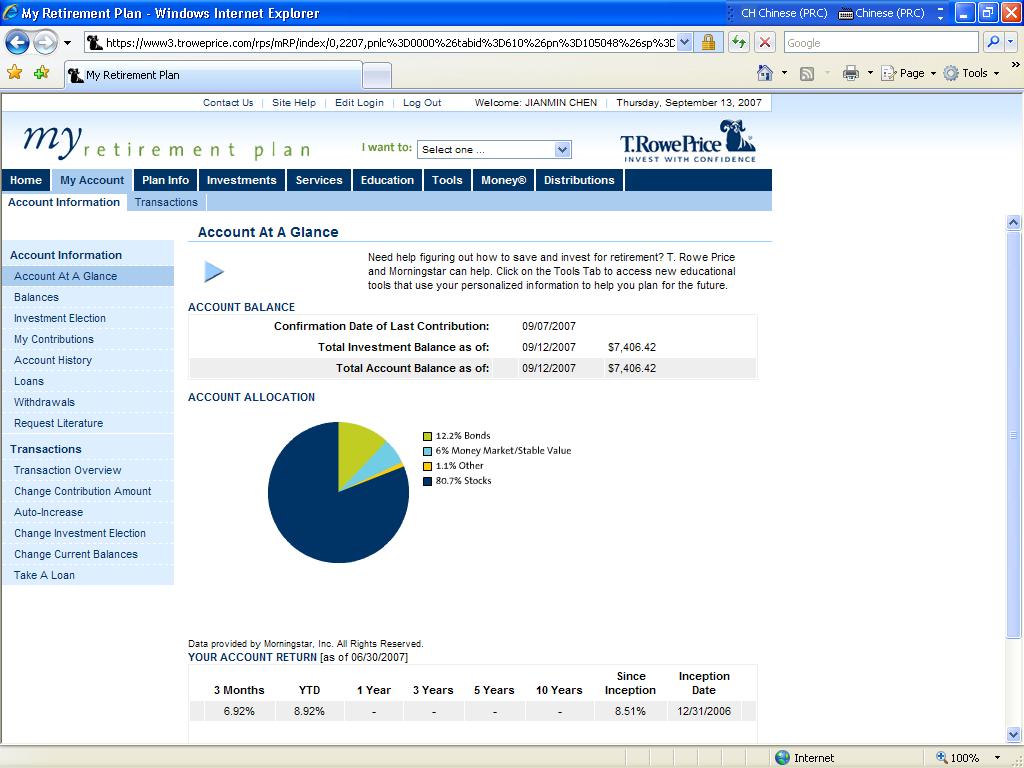 My Retirement Plan - Windows Internet Explorer
CH Chinese (PRC) Chinese (PRC)
https://www3.troweprice.com/rps/mRP/index/0,2207,pnlc%3D0000%26tabid%3D610%26pn%3D105048%26sp%3D
Google
My Retirement Plan
Page Tools »
Contact Us | Site Help | Edit Login | Log Out Welcome: JIANMIN CHEN | Thursday, September 13, 2007
my retirement plan
I want to: Select one ...
T.RowePrice
INVEST WITH CONFIDENCE
Home My Account Plan Info Investments Services Education Tools Money® Distributions
Account Information Transactions
Account Information
Account At A Glance
Balances
Investment Election
My Contributions
Account History
Loans
Withdrawals
Request Literature
Transactions
Transaction Overview
Change Contribution Amount
Auto-Increase
Change Investment Election
Change Current Balances
Take A Loan
Account At A Glance
Need help figuring out how to save and invest for retirement? T. Rowe Price
and Morningstar can help. Click on the Tools Tab to access new educational
tools that use your personalized information to help you plan for the future.
ACCOUNT BALANCE
Confirmation Date of Last Contribution: 09/07/2007
Total Investment Balance as of: 09/12/2007 $7,406.42
Total Account Balance as of: 09/12/2007 $7,406.42
ACCOUNT ALLOCATION
12.2% Bonds
6% Money Market/Stable Value
1.1% Other
80.7% Stocks
Data provided by Morningstar, Inc. All Rights Reserved.
YOUR ACCOUNT RETURN [as of 06/30/2007]
3 Months YTD 1 Year 3 Years 5 Years 10 Years Since Inception Inception Date
6.92% 8.92% - - - - 8.51% 12/31/2006
Internet 100%